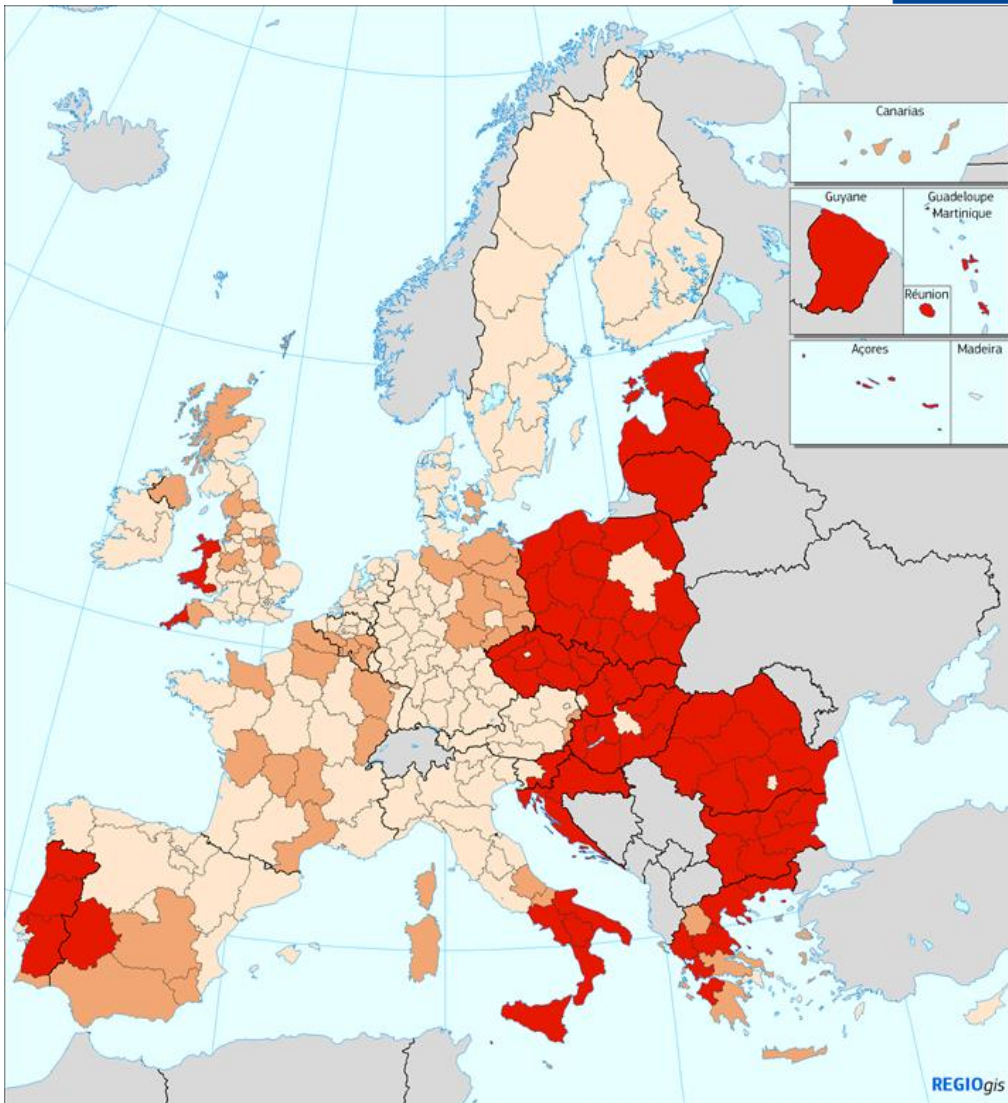 Canarias
Guyane
Guadeloupe
Martinique
Réunion
Açores
Madeira
REGIOgis